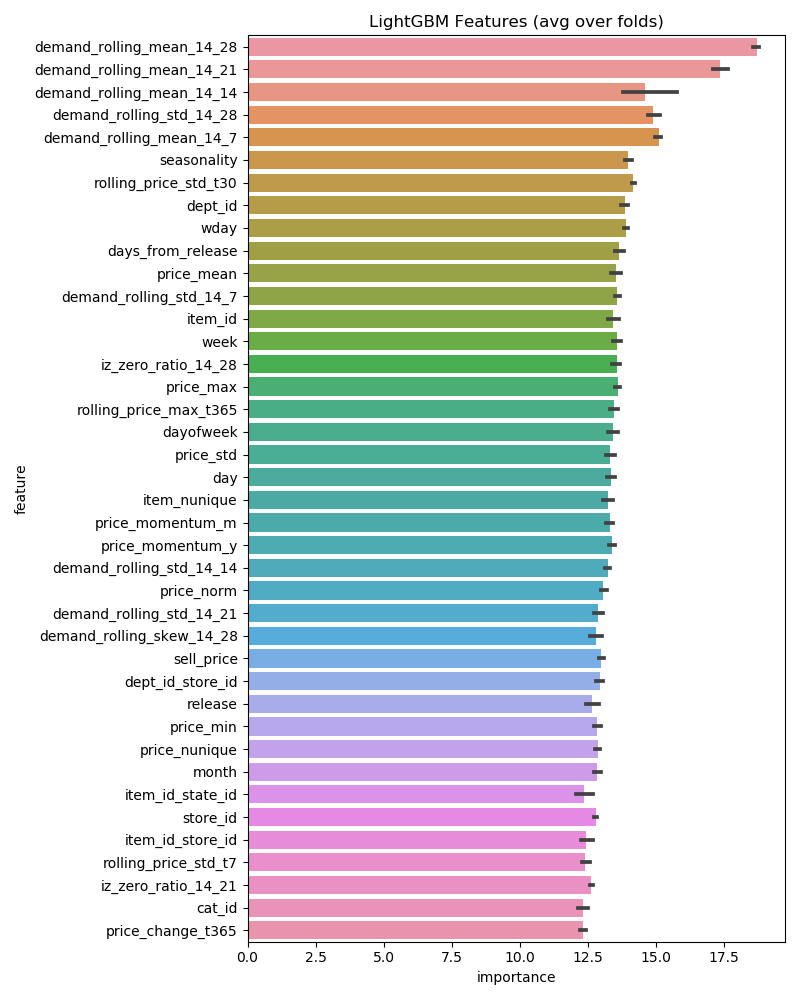 LightGBM Features (avg over folds)
demand_rolling_mean_14_28
demand_rolling_mean_14_21
demand_rolling_mean_14_14
demand_rolling_std_14_28
demand_rolling_mean_14_7
seasonality
rolling_price_std_t30
dept_id
wday
days_from_release
price_mean
demand_rolling_std_14_7
item_id
week
iz_zero_ratio_14_28
price_max
rolling_price_max_t365
dayofweek
price_std
day
item_nunique
price_momentum_m
price_momentum_y
demand_rolling_std_14_14
price_norm
demand_rolling_std_14_21
demand_rolling_skew_14_28
sell_price
dept_id_store_id
release
price_min
price_nunique
month
item_id_state_id
store_id
item_id_store_id
rolling_price_std_t7
iz_zero_ratio_14_21
cat_id
price_change_t365
feature
0.0 2.5 5.0 7.5 10.0 12.5 15.0 17.5
importance